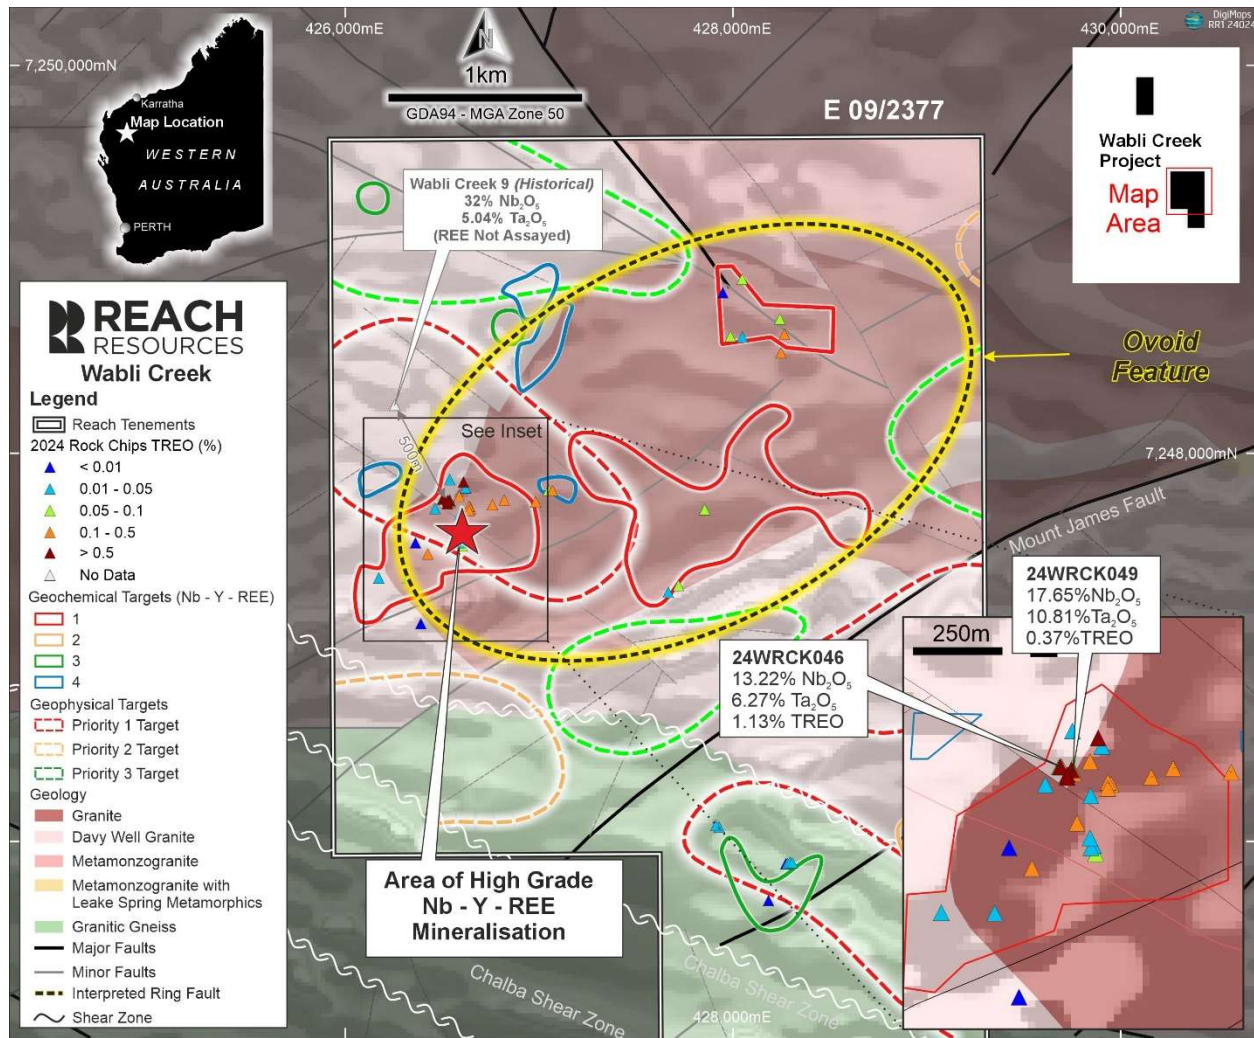 426,000mE
428,000mE
430,000mE
DigiMaps
RR1 24024
7,250,000mN
N
1km
GDA94 - MGA Zone 50
E 09/2377
Karratha
Map Location
WESTERN
AUSTRALIA
PERTH
Wabli Creek
Project
Map
Area
Wabli Creek 9 (Historical)
32% Nb₂O₅
5.04% Ta₂O₅
(REE Not Assayed)
REACH
RESOURCES
Wabli Creek
Legend
Reach Tenements
2024 Rock Chips TREO (%)
< 0.01
0.01 - 0.05
0.05 - 0.1
0.1 - 0.5
> 0.5
No Data
Geochemical Targets (Nb - Y - REE)
1
2
3
4
Geophysical Targets
Priority 1 Target
Priority 2 Target
Priority 3 Target
Geology
Granite
Davy Well Granite
Metamonzogranite
Metamonzogranite with
Leake Spring Metamorphics
Granitic Gneiss
Major Faults
Minor Faults
Interpreted Ring Fault
Shear Zone
Ovoid
Feature
See Inset
500m
7,248,000mN
Mount James Fault
24WRCK049
17.65%Nb₂O₅
10.81%Ta₂O₅
0.37%TREO
250m
24WRCK046
13.22% Nb₂O₅
6.27% Ta₂O₅
1.13% TREO
Area of High Grade
Nb - Y - REE
Mineralisation
Chalba Shear Zone
Chalba Shear Zone
428,000mE